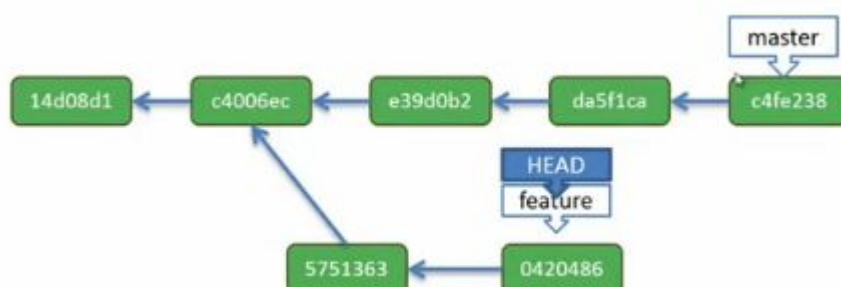 master
14d08d1
c4006ec
e39d0b2
da5f1ca
c4fe238
HEAD
feature
5751363
0420486